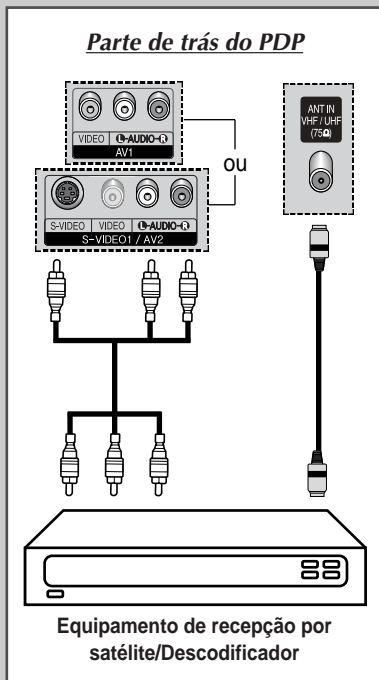 Parte de trás do PDP
VIDEO L-AUDIO-R
AV1
ou
S-VIDEO VIDEO L-AUDIO-R
S-VIDEO1 / AV2
ANT IN
VHF / UHF
(75Ω)
Equipamento de recepção por
satélite/Descodificador